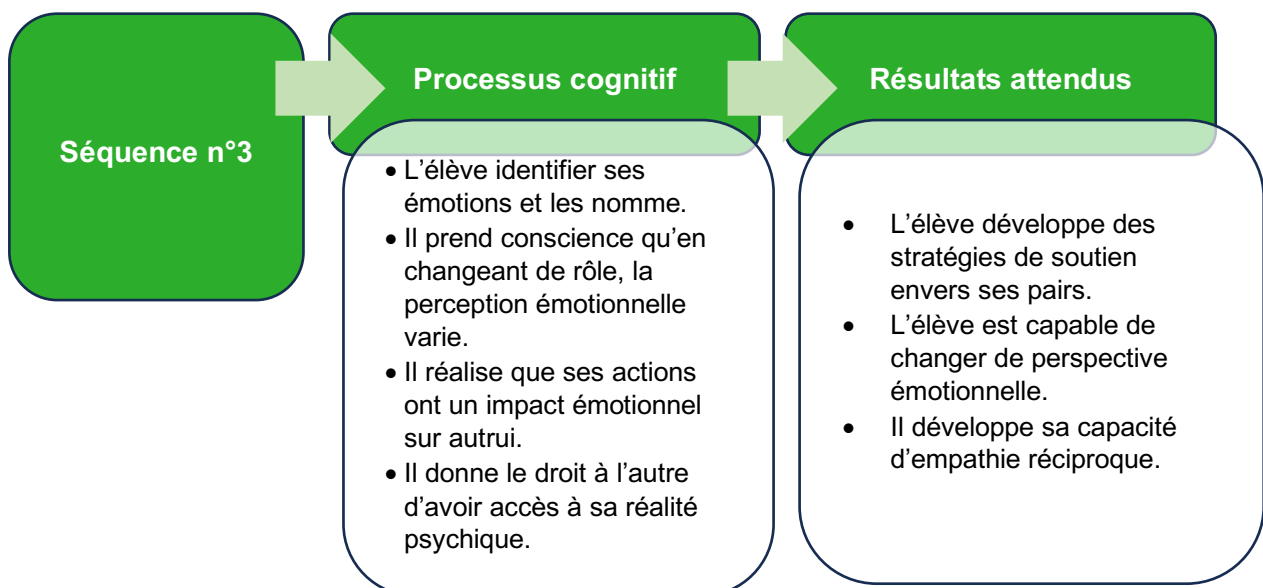 Séquence n°3
Processus cognitif
• L’élève identifier ses
émotions et les nomme.
• Il prend conscience qu’en
changeant de rôle, la
perception émotionnelle
varie.
• Il réalise que ses actions
ont un impact émotionnel
sur autrui.
• Il donne le droit à l’autre
d’avoir accès à sa réalité
psychique.
Résultats attendus
• L’élève développe des
stratégies de soutien
envers ses pairs.
• L’élève est capable de
changer de perspective
émotionnelle.
• Il développe sa capacité
d’empathie réciproque.